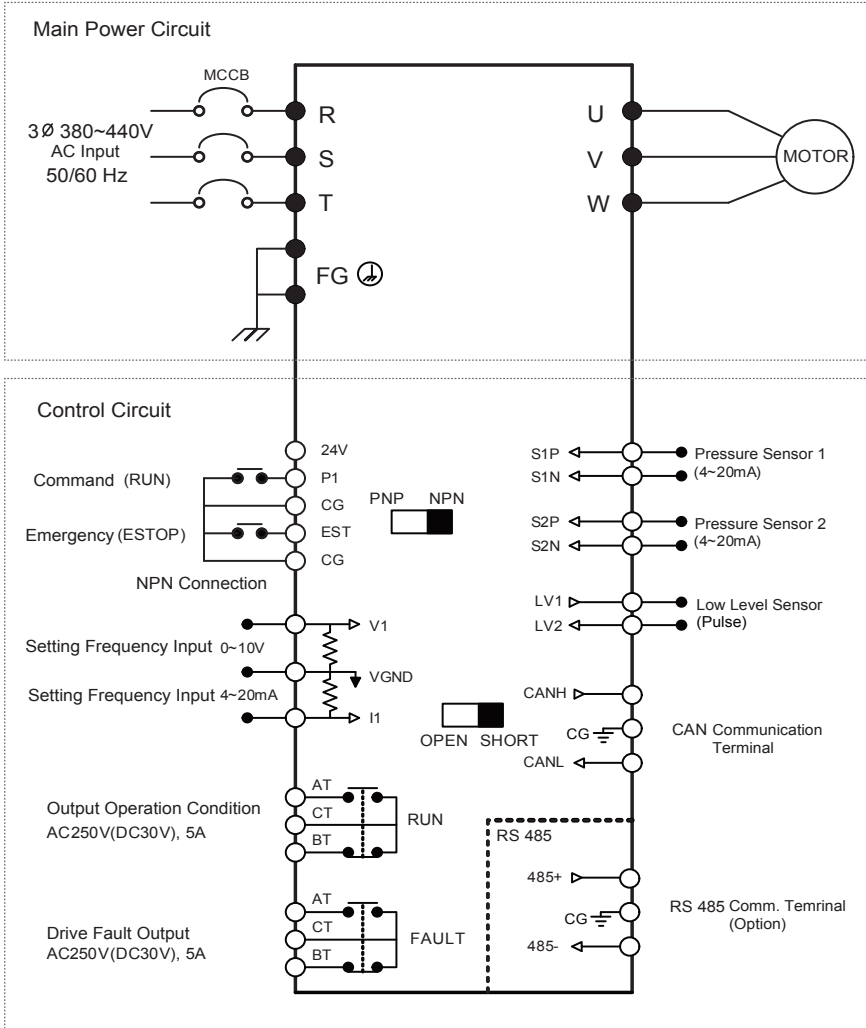 Main Power Circuit
MCCB
3Ø 380~440V
AC Input
50/60 Hz
R
S
T
FG
U
V
W
MOTOR
Control Circuit
Command (RUN)
Emergency (ESTOP)
NPN Connection
24V
P1
CG
EST
CG
PNP NPN
Setting Frequency Input 0~10V
Setting Frequency Input 4~20mA
V1
VGND
I1
OPEN SHORT
Output Operation Condition
AC250V(DC30V), 5A
AT
CT
BT
RUN
Drive Fault Output
AC250V(DC30V), 5A
AT
CT
BT
FAULT
S1P
S1N
Pressure Sensor 1
(4~20mA)
S2P
S2N
Pressure Sensor 2
(4~20mA)
LV1
LV2
Low Level Sensor
(Pulse)
CANH
CG
CANL
CAN Communication
Terminal
RS 485
485+
CG
485-
RS 485 Comm. Temrinal
(Option)